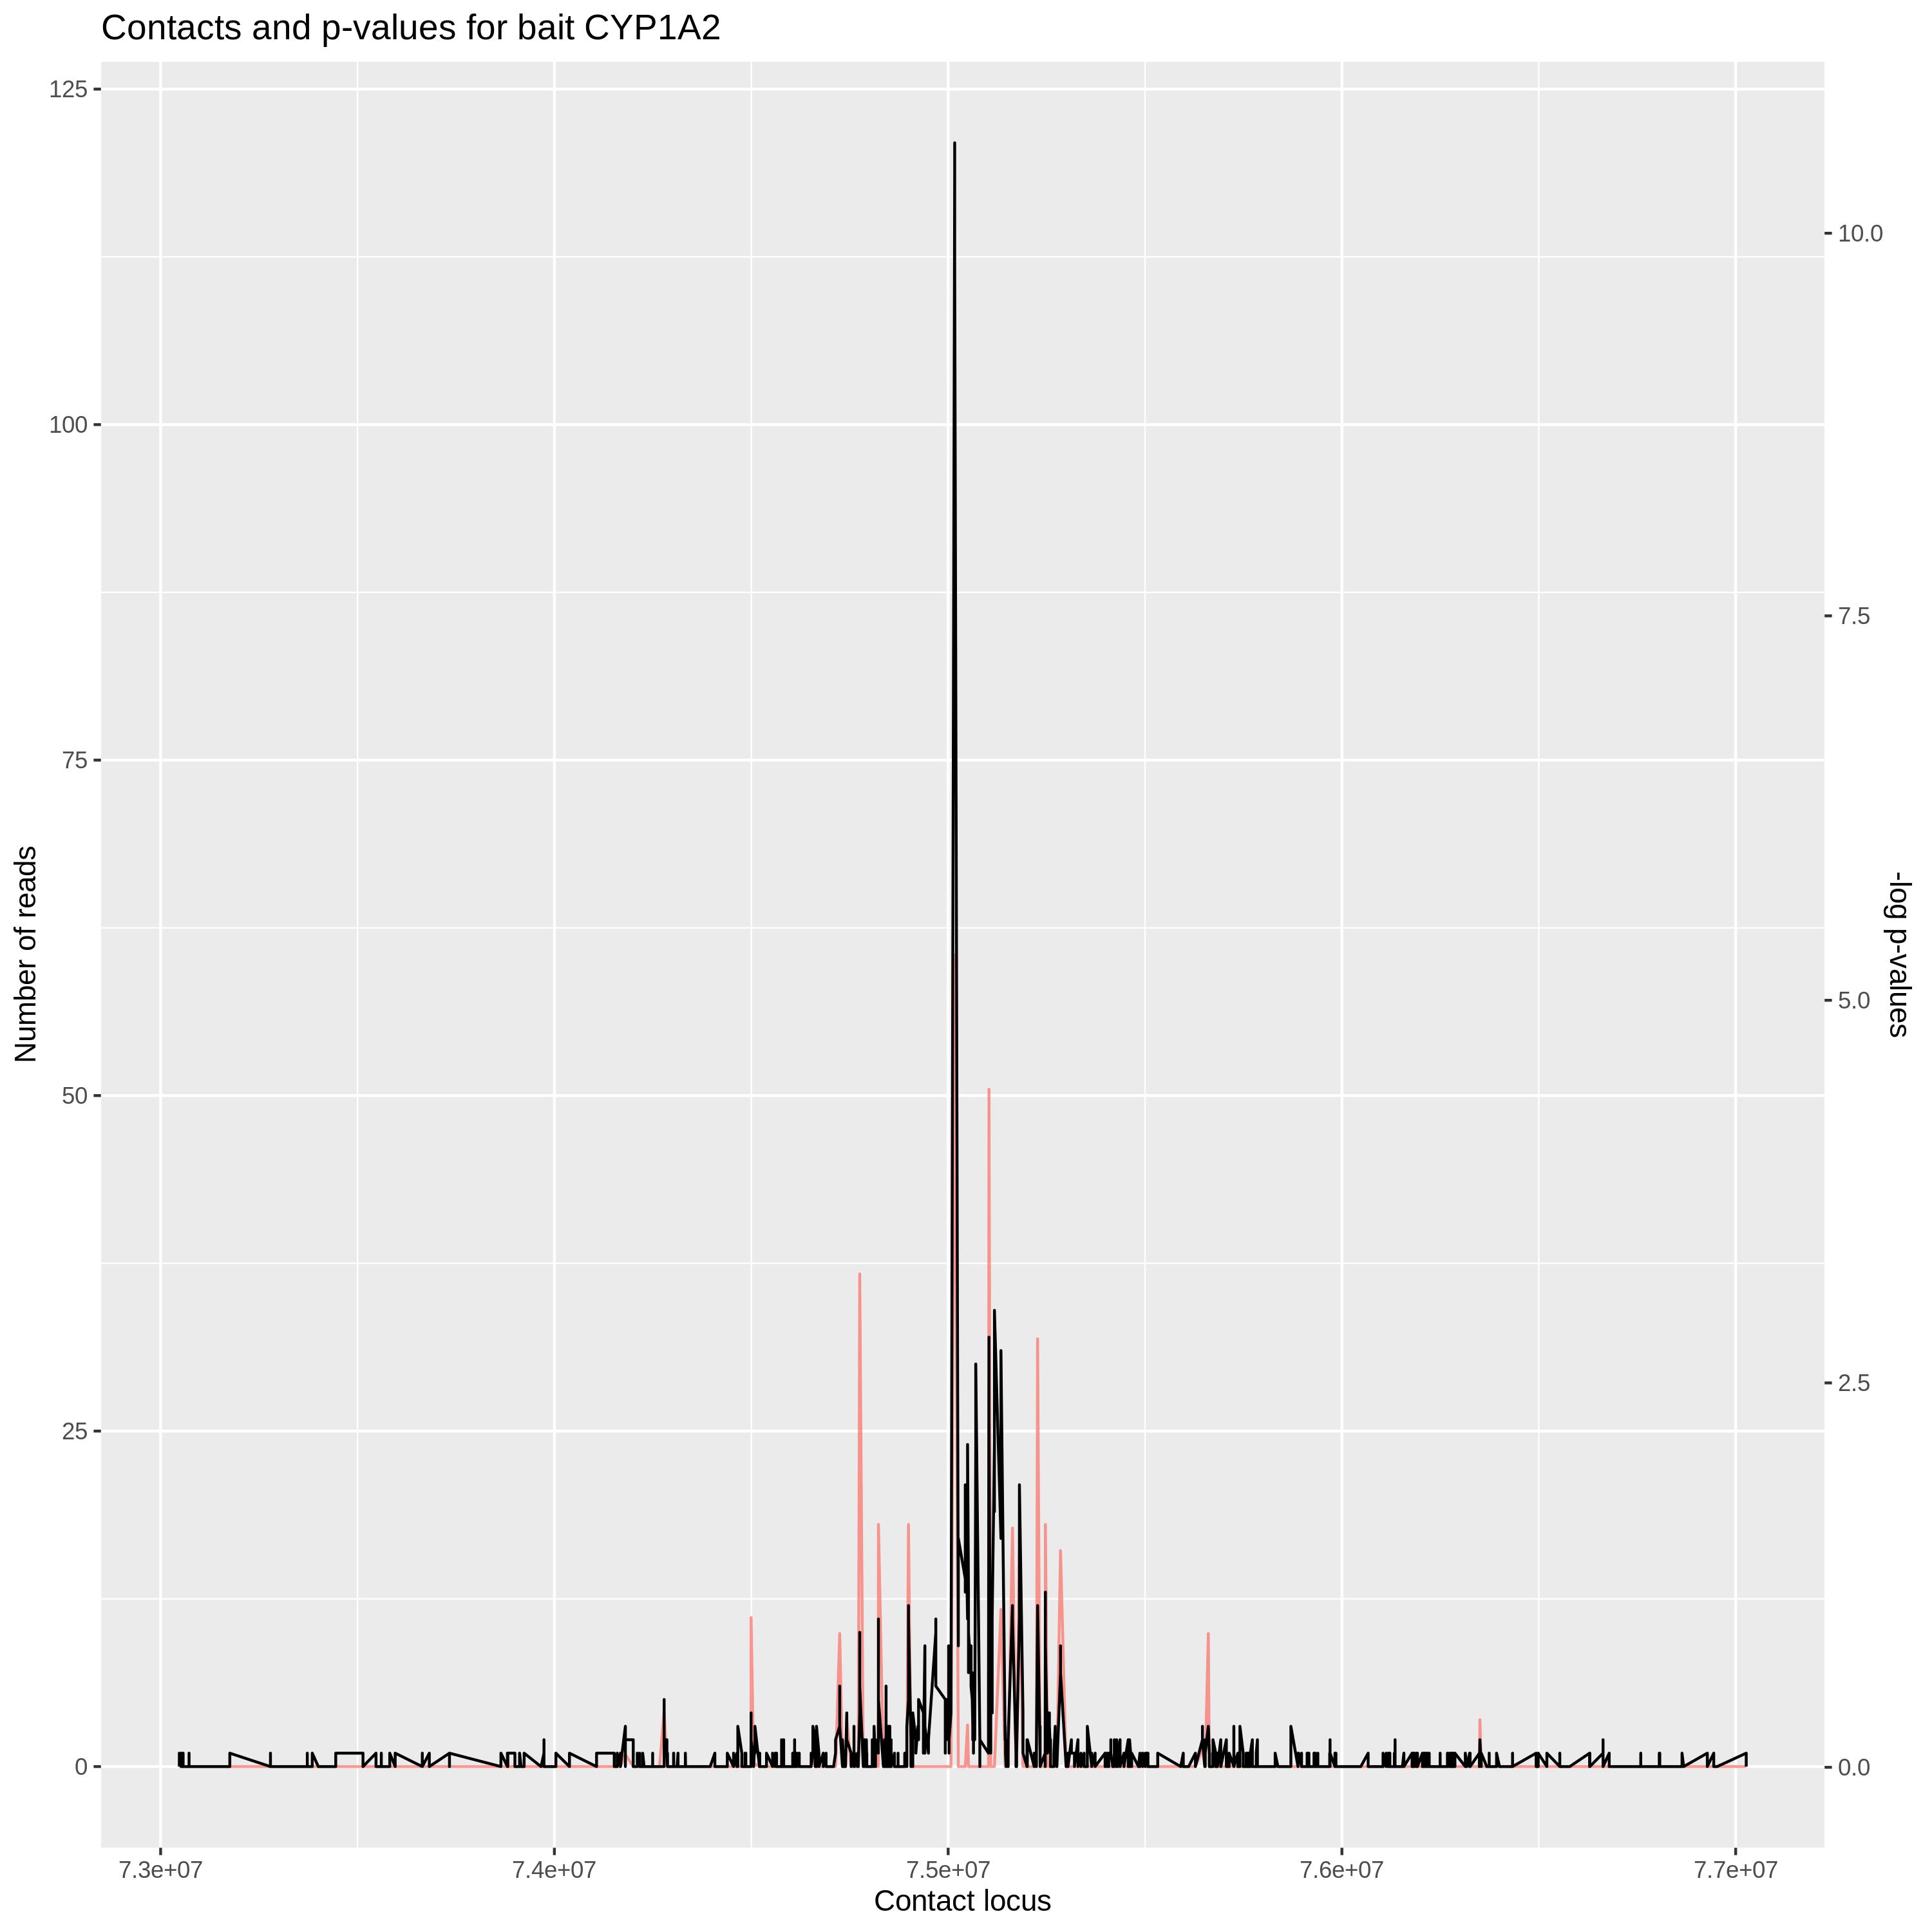 Contacts and p-values for bait CYP1A2
125
100
75
50
25
0
Number of reads
10.0
7.5
5.0
2.5
0.0
-log p-values
7.3e+07
7.4e+07
7.5e+07
7.6e+07
7.7e+07
Contact locus